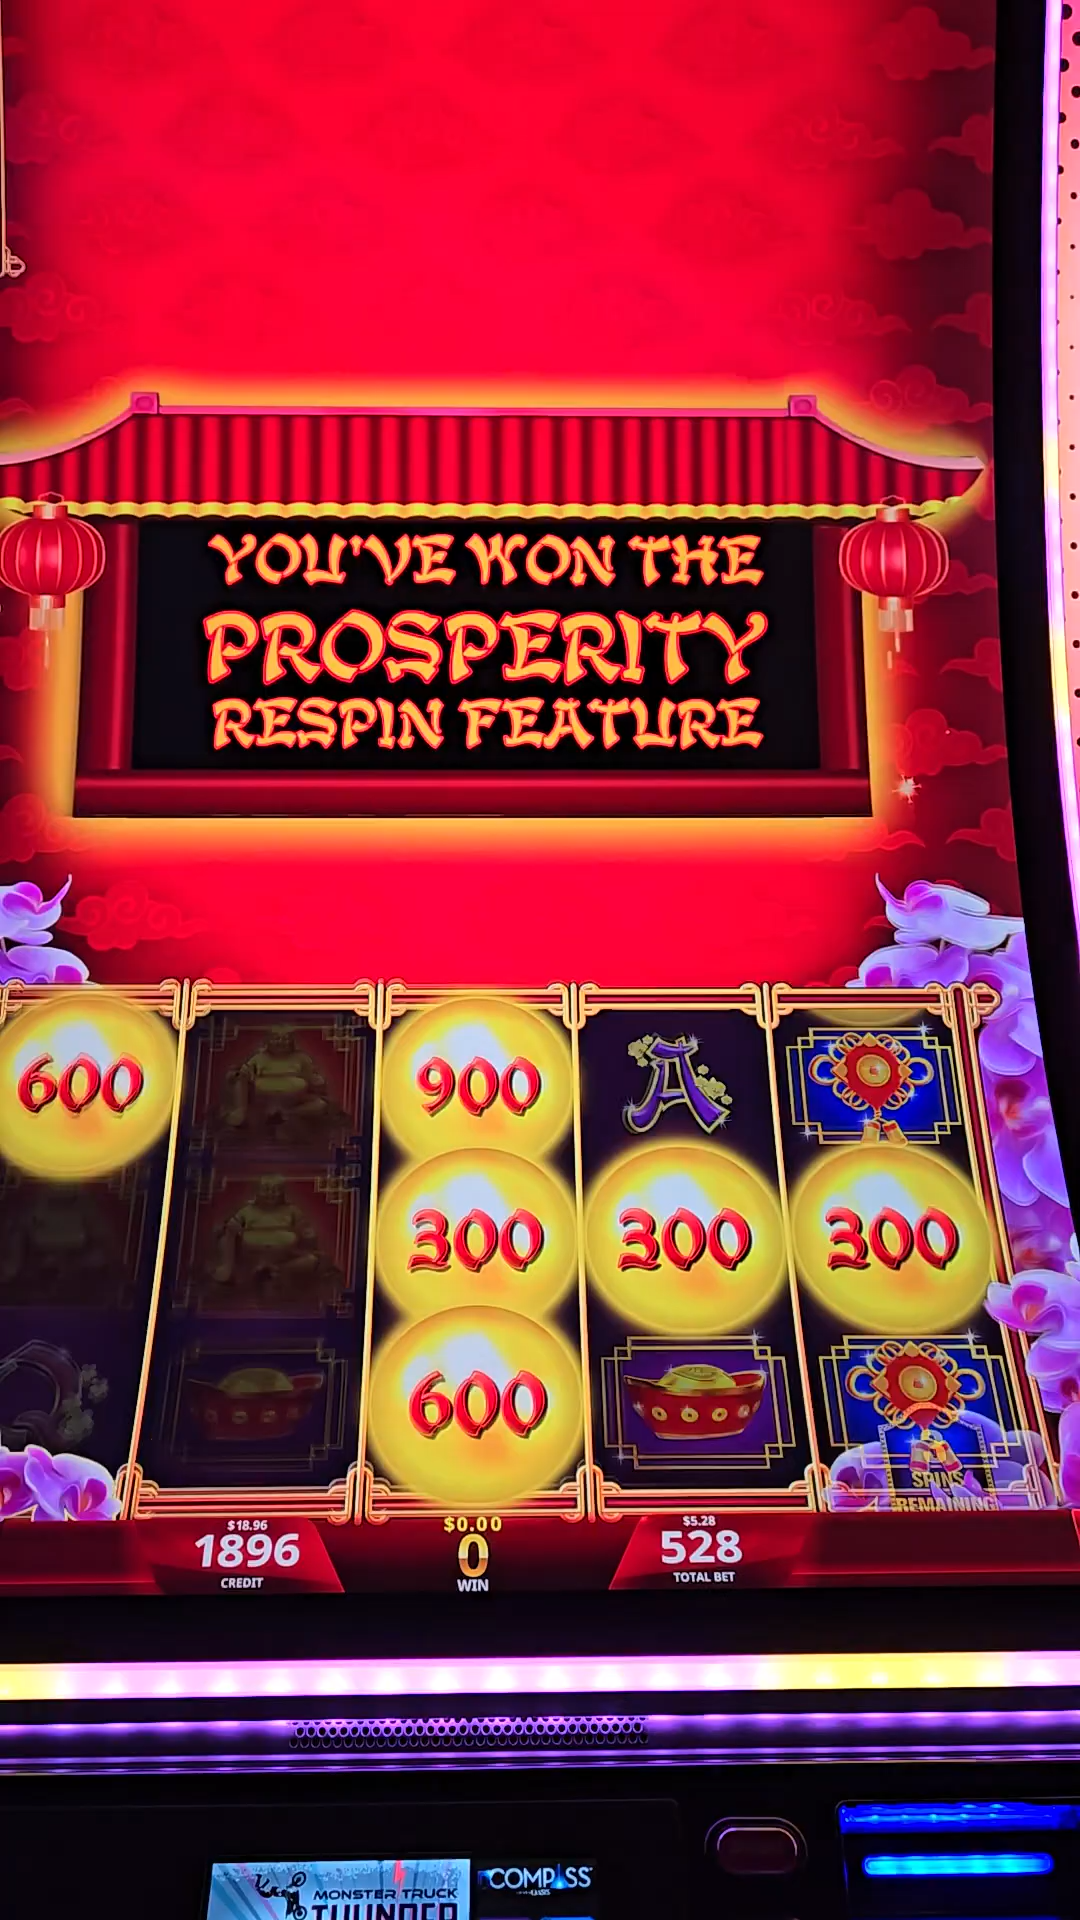 YOU'VE WON THE
PROSPERITY
RESPIN FEATURE
600
900
A
300
300
300
600
SPINS
REMAINING
$18.96
1896
CREDIT
$0.00
0
WIN
$5.28
528
TOTAL BET
MONSTER TRUCK
THUNDER
COMPASS